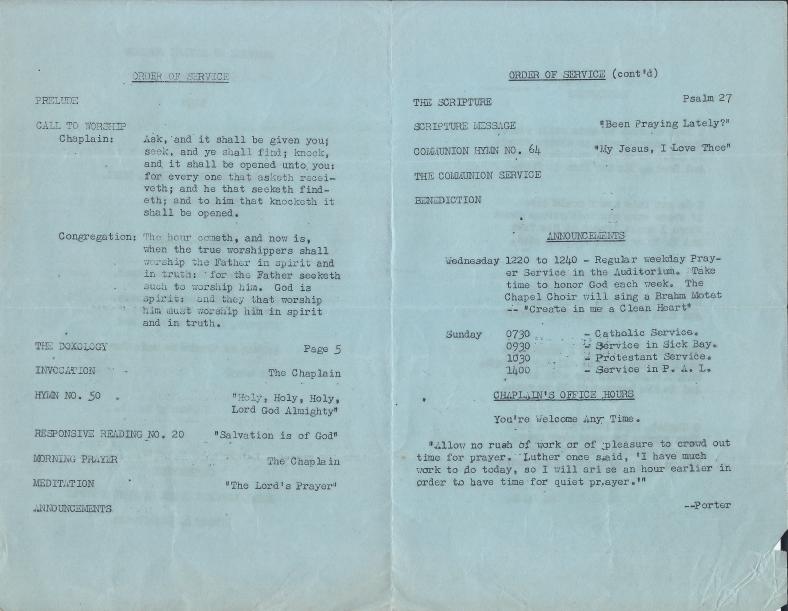 ORDER OF SERVICE
PRELUDE
CALL TO WORSHIP
Chaplain: Ask, and it shall be given you;
seek, and ye shall find; knock,
and it shall be opened unto you:
for every one that asketh recei-
veth; and he that seeketh find-
eth; and to him that knocketh it
shall be opened.
Congregation: The hour cometh, and now is,
when the true worshippers shall
worship the Father in spirit and
in truth: for the Father seeketh
such to worship him. God is
spirit: and they that worship
him must worship him in spirit
and in truth.
THE DOXOLOGY Page 5
INVOCATION The Chaplain
HYMN NO. 50 "Holy, Holy, Holy,
Lord God Almighty"
RESPONSIVE READING NO. 20 "Salvation is of God"
MORNING PRAYER The Chaplain
MEDITATION "The Lord's Prayer"
ANNOUNCEMENTS
ORDER OF SERVICE (cont'd)
THE SCRIPTURE Psalm 27
SCRIPTURE MESSAGE "Been Praying Lately?"
COMMUNION HYMN NO. 64 "My Jesus, I Love Thee"
THE COMMUNION SERVICE
BENEDICTION
ANNOUNCEMENTS
Wednesday 1220 to 1240 - Regular weekday Pray-
er Service in the Auditorium. Take
time to honor God each week. The
Chapel Choir will sing a Brahm Motet
-- "Create in me a Clean Heart"
Sunday 0730 - Catholic Service.
0930 - Service in Sick Bay.
1030 - Protestant Service.
1400 - Service in P. A. L.
CHAPLAIN'S OFFICE HOURS
You're Welcome Any Time.
"Allow no rush of work or of pleasure to crowd out
time for prayer. Luther once said, 'I have much
work to do today, so I will arise an hour earlier in
order to have time for quiet prayer.'"
--Porter